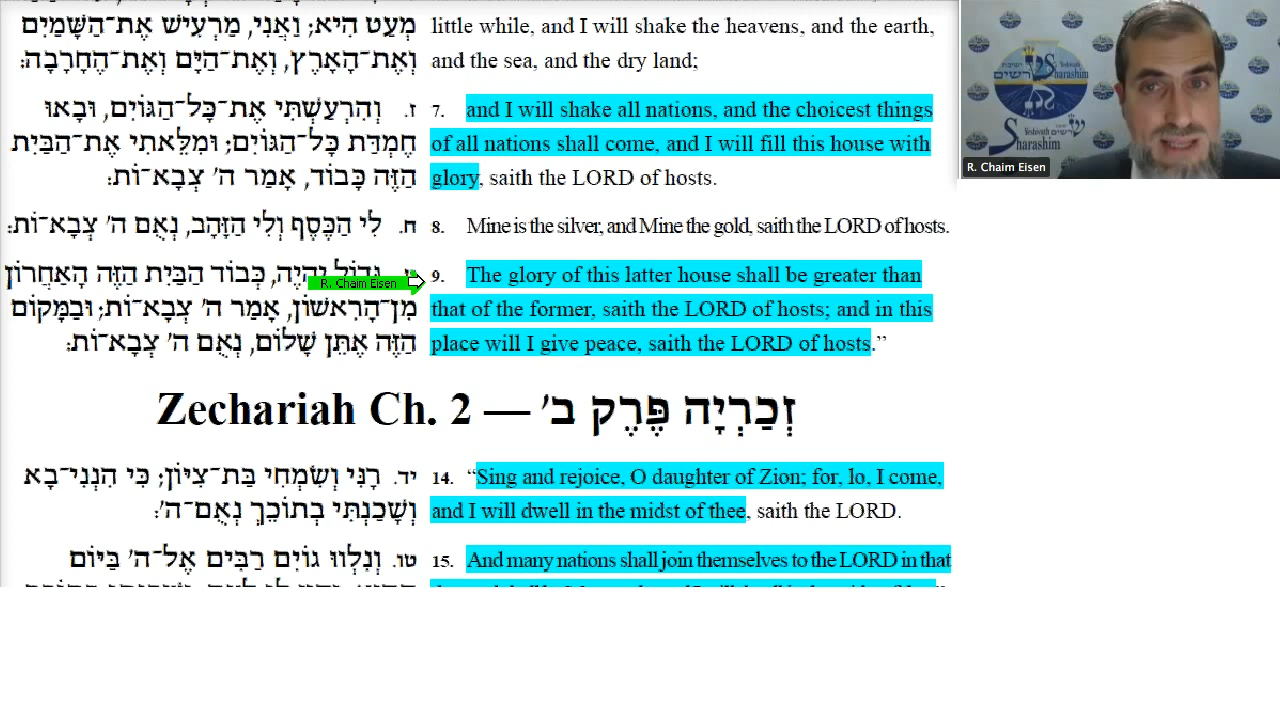 מְעַט הִיא; וַאֲנִי, מַרְעִישׁ אֶת־הַשָּׁמַיִם
וְאֶת־הָאָרֶץ, וְאֶת־הַיָּם וְאֶת־הֶחָרָבָה:
little while, and I will shake the heavens, and the earth,
and the sea, and the dry land;
ז. וְהִרְעַשְׁתִּי אֶת־כָּל־הַגּוֹיִם, וּבָאוּ
חֶמְדַּת כָּל־הַגּוֹיִם; וּמִלֵּאתִי אֶת־הַבַּיִת
הַזֶּה כָּבוֹד, אָמַר ה' צְבָא־וֹת:
7. and I will shake all nations, and the choicest things
of all nations shall come, and I will fill this house with
glory, saith the LORD of hosts.
ח. לִי הַכֶּסֶף וְלִי הַזָּהָב, נְאֻם ה' צְבָא־וֹת:
8. Mine is the silver, and Mine the gold, saith the LORD of hosts.
כְּבוֹד הַבַּיִת הַזֶּה הָאַחֲרוֹן
מִן־הָרִאשׁוֹן, אָמַר ה' צְבָא־וֹת; וּבַמָּקוֹם
הַזֶּה אֶתֵּן שָׁלוֹם, נְאֻם ה' צְבָא־וֹת:
R. Chaim Eisen
9. The glory of this latter house shall be greater than
that of the former, saith the LORD of hosts; and in this
place will I give peace, saith the LORD of hosts.”
Zechariah Ch. 2 — זְכַרְיָה פֶּרֶק ב'
יד. רָנִּי וְשִׂמְחִי בַּת־צִיּוֹן; כִּי הִנְנִי־בָא
וְשָׁכַנְתִּי בְתוֹכֵךְ נְאֻם־ה':
14. “Sing and rejoice, O daughter of Zion; for, lo, I come,
and I will dwell in the midst of thee, saith the LORD.
טו. וְנִלְווּ גוֹיִם רַבִּים אֶל־ה' בַּיּוֹם
15. And many nations shall join themselves to the LORD in that
Sharashim
Yeshivath
Sharashim
R. Chaim Eisen